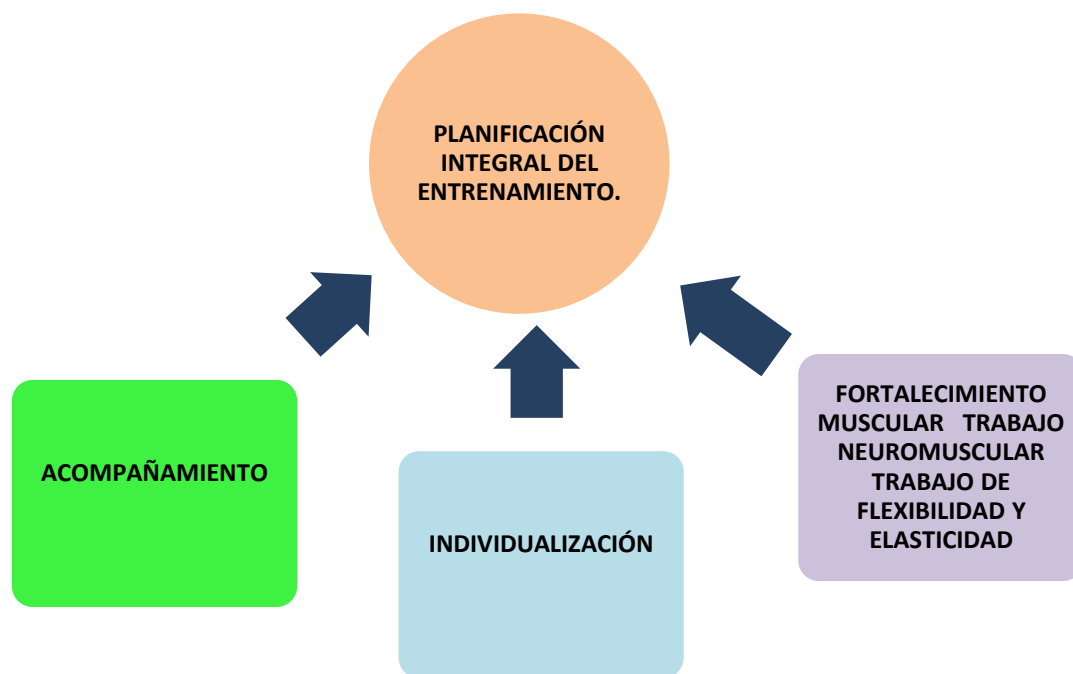 PLANIFICACIÓN
INTEGRAL DEL
ENTRENAMIENTO.
ACOMPAÑAMIENTO
INDIVIDUALIZACIÓN
FORTALECIMIENTO
MUSCULAR TRABAJO
NEUROMUSCULAR
TRABAJO DE
FLEXIBILIDAD Y
ELASTICIDAD